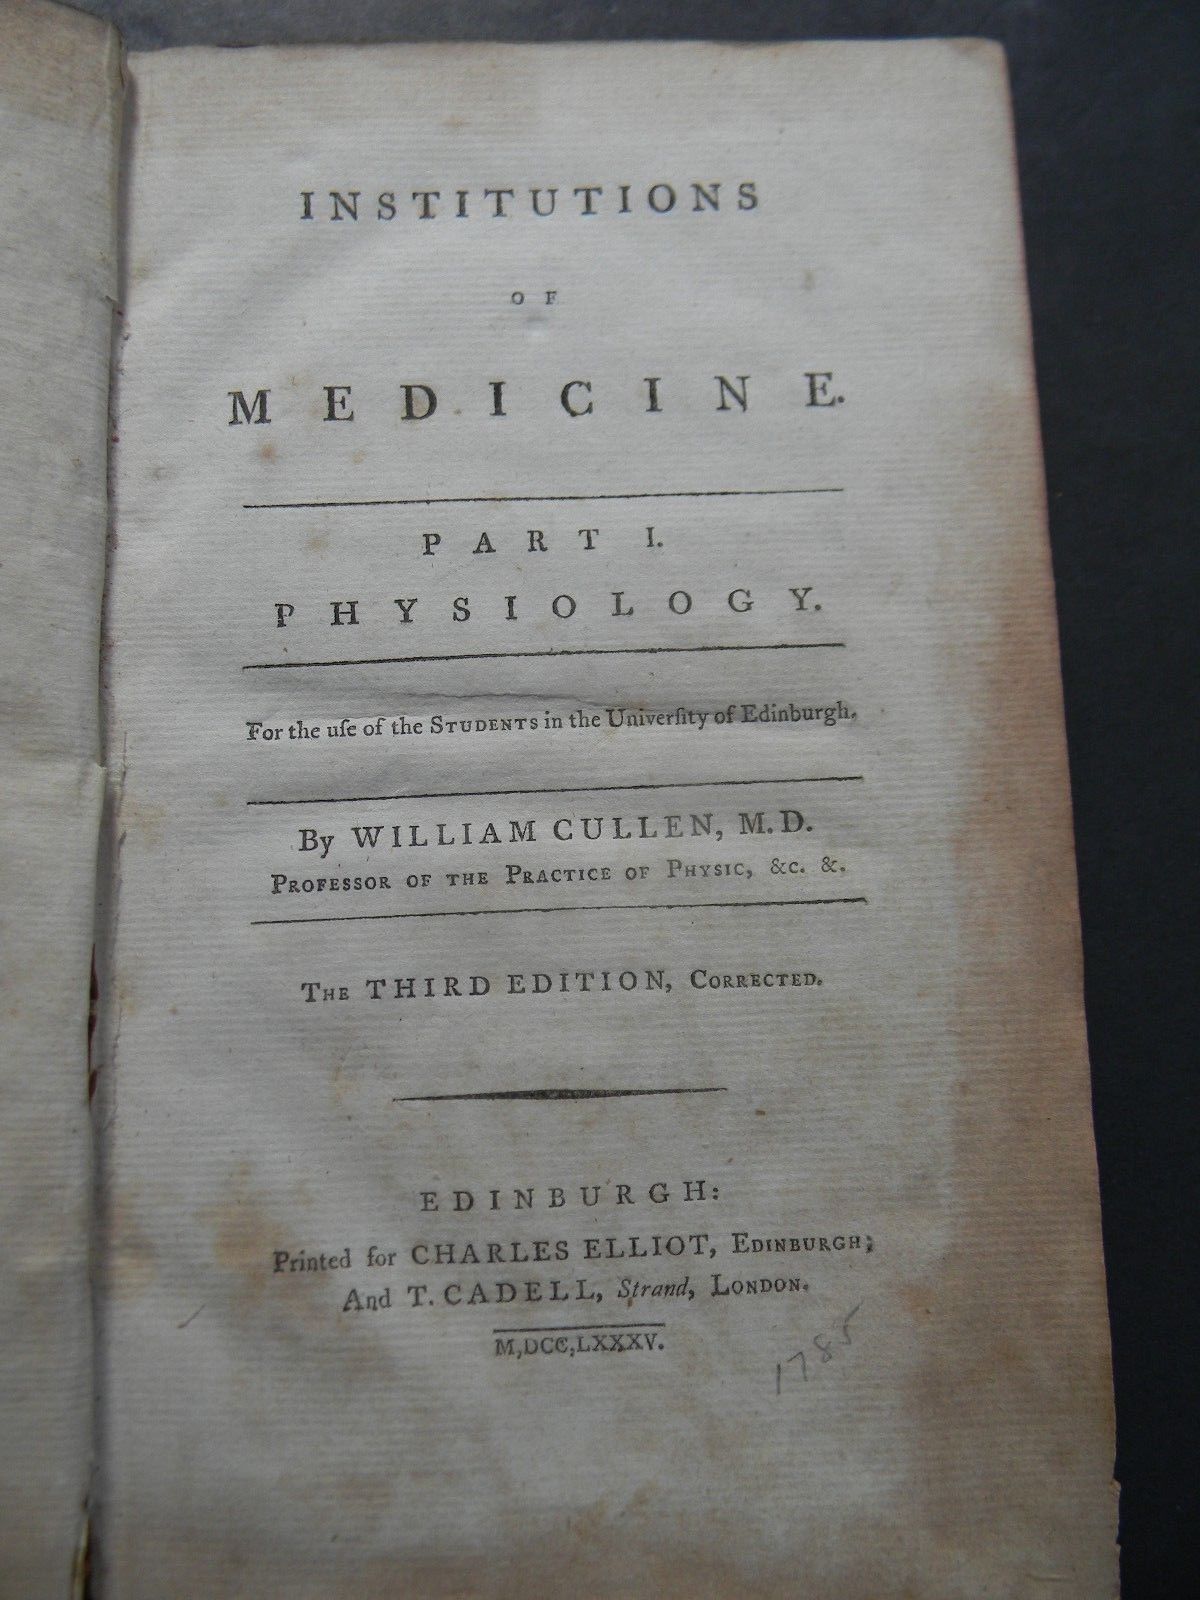 INSTITUTIONS
OF
MEDICINE.
PART I.
PHYSIOLOGY.
For the uſe of the STUDENTS in the Univerſity of Edinburgh.
By WILLIAM CULLEN, M.D.
PROFESSOR OF THE PRACTICE OF PHYSIC, &c. &.
THE THIRD EDITION, CORRECTED.
EDINBURGH:
Printed for CHARLES ELLIOT, EDINBURGH;
And T. CADELL, Strand, LONDON.
M,DCC,LXXXV.
1785